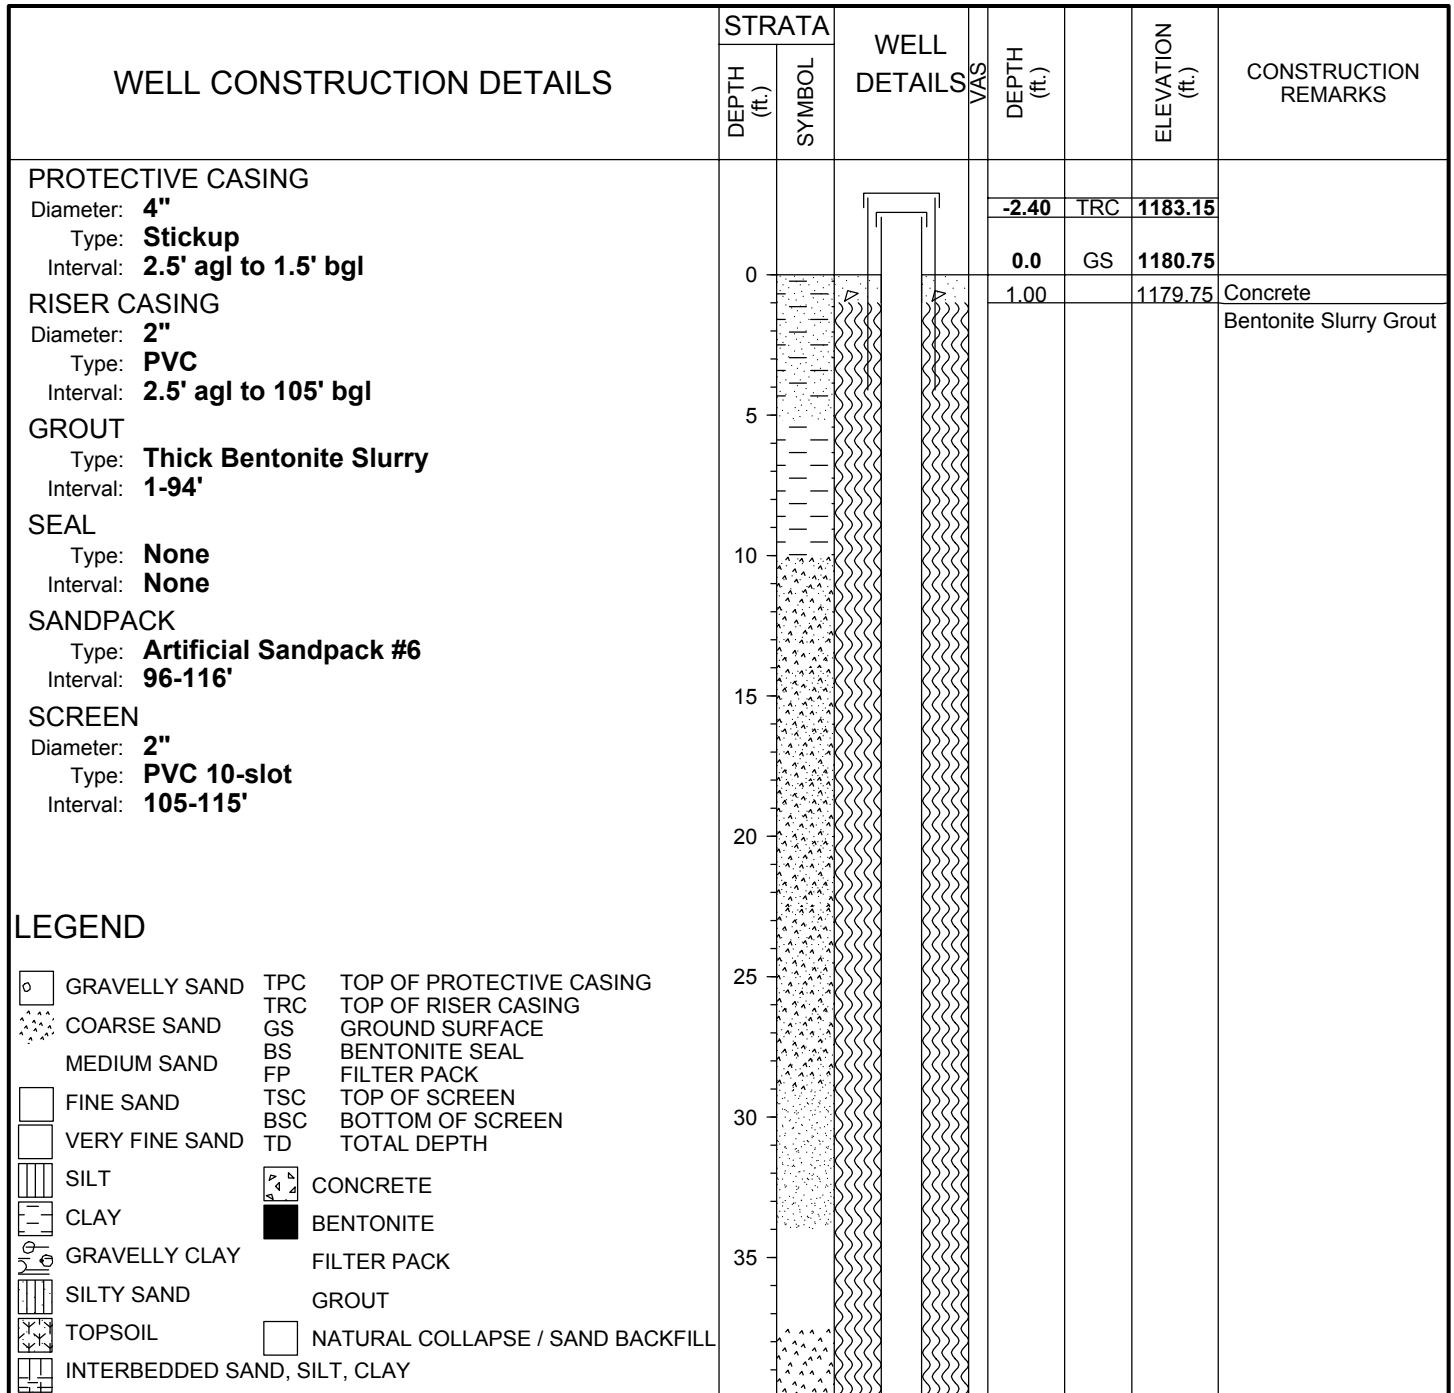 WELL CONSTRUCTION DETAILS
STRATA
DEPTH (ft.)
SYMBOL
WELL DETAILS
VAS
DEPTH (ft.)
ELEVATION (ft.)
CONSTRUCTION REMARKS
PROTECTIVE CASING
Diameter: 4"
Type: Stickup
Interval: 2.5' agl to 1.5' bgl
RISER CASING
Diameter: 2"
Type: PVC
Interval: 2.5' agl to 105' bgl
GROUT
Type: Thick Bentonite Slurry
Interval: 1-94'
SEAL
Type: None
Interval: None
SANDPACK
Type: Artificial Sandpack #6
Interval: 96-116'
SCREEN
Diameter: 2"
Type: PVC 10-slot
Interval: 105-115'
LEGEND
GRAVELLY SAND
COARSE SAND
MEDIUM SAND
FINE SAND
VERY FINE SAND
SILT
CLAY
GRAVELLY CLAY
SILTY SAND
TOPSOIL
INTERBEDDED SAND, SILT, CLAY
TPC TOP OF PROTECTIVE CASING
TRC TOP OF RISER CASING
GS GROUND SURFACE
BS BENTONITE SEAL
FP FILTER PACK
TSC TOP OF SCREEN
BSC BOTTOM OF SCREEN
TD TOTAL DEPTH
CONCRETE
BENTONITE
FILTER PACK
GROUT
NATURAL COLLAPSE / SAND BACKFILL
0
5
10
15
20
25
30
35
-2.40 TRC 1183.15
0.0 GS 1180.75
1.00 1179.75 Concrete
Bentonite Slurry Grout